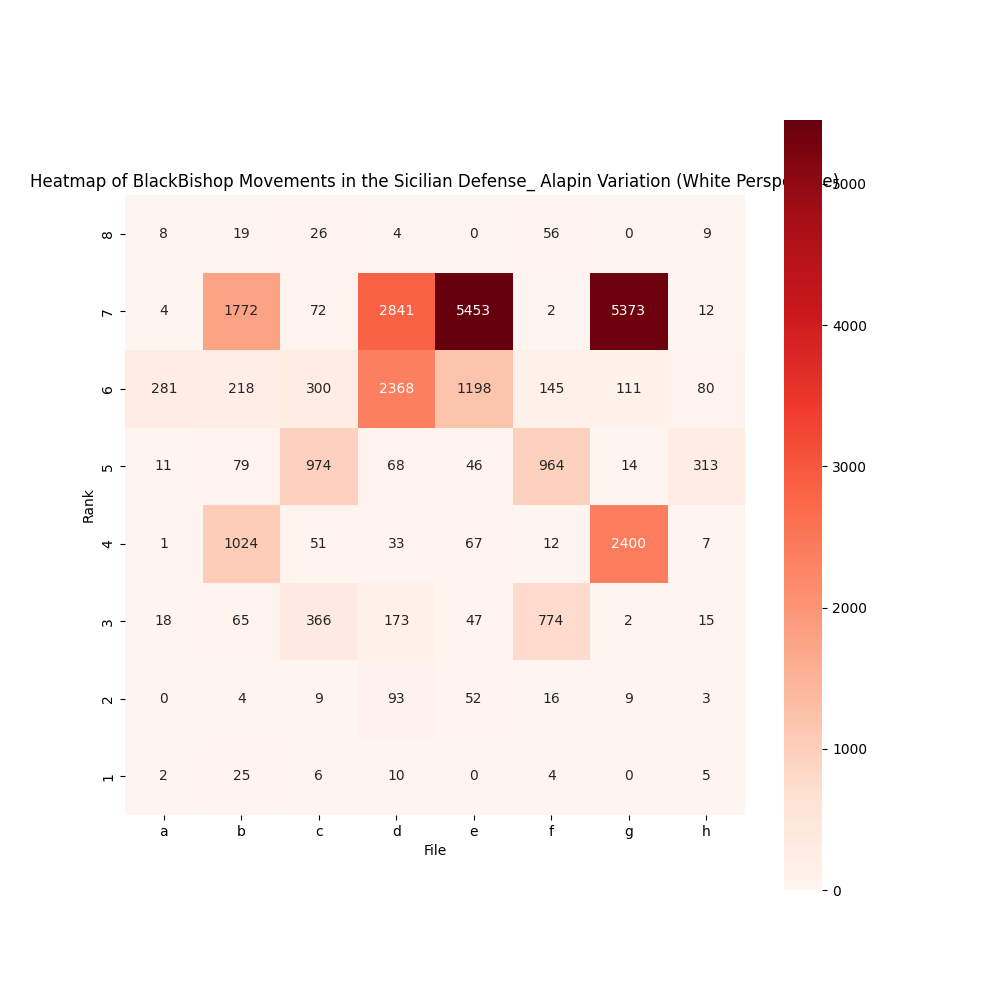 Heatmap of BlackBishop Movements in the Sicilian Defense_ Alapin Variation (White Persp e)
5000
8 8 19 26 4 0 56 0 9
7 4 1772 72 2841 5453 2 5373 12
4000
6 281 218 300 2368 1198 145 111 80
5 11 79 974 68 46 964 14 313
3000
Rank
4 1 1024 51 33 67 12 2400 7
2000
3 18 65 366 173 47 774 2 15
2 0 4 9 93 52 16 9 3
1000
1 2 25 6 10 0 4 0 5
a b c d e f g h
File
0